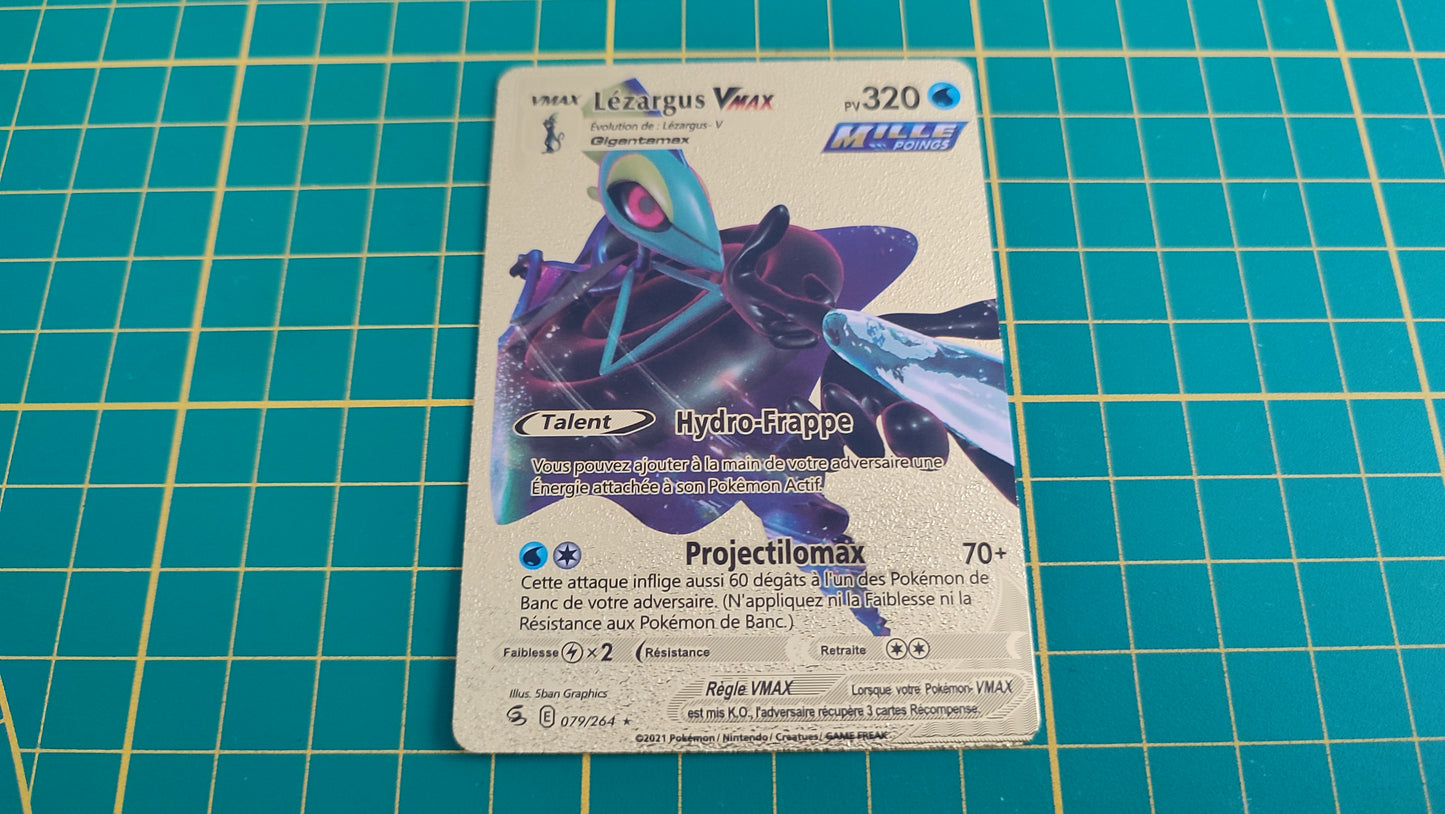 VMAX Lézargus VMAX PV 320
Évolution de : Lézargus- V
Gigantamax
MILLE
POINGS
Talent Hydro-Frappe
Vous pouvez ajouter à la main de votre adversaire une
Énergie attachée à son Pokêmon Actif.
Projectilomax 70+
Cette attaque inflige aussi 60 dégâts à l'un des Pokémon de
Banc de votre adversaire. (N'appliquez ni la Faiblesse ni la
Résistance aux Pokémon de Banc.)
Faiblesse ×2 Résistance Retraite
Illus. 5ban Graphics
Règle VMAX Lorsque votre Pokémon- VMAX
est mis K.O., l'adversaire récupère 3 cartes Récompense.
E 079/264 ★
©2021 Pokémon / Nintendo / Creatues / GAME FREAK